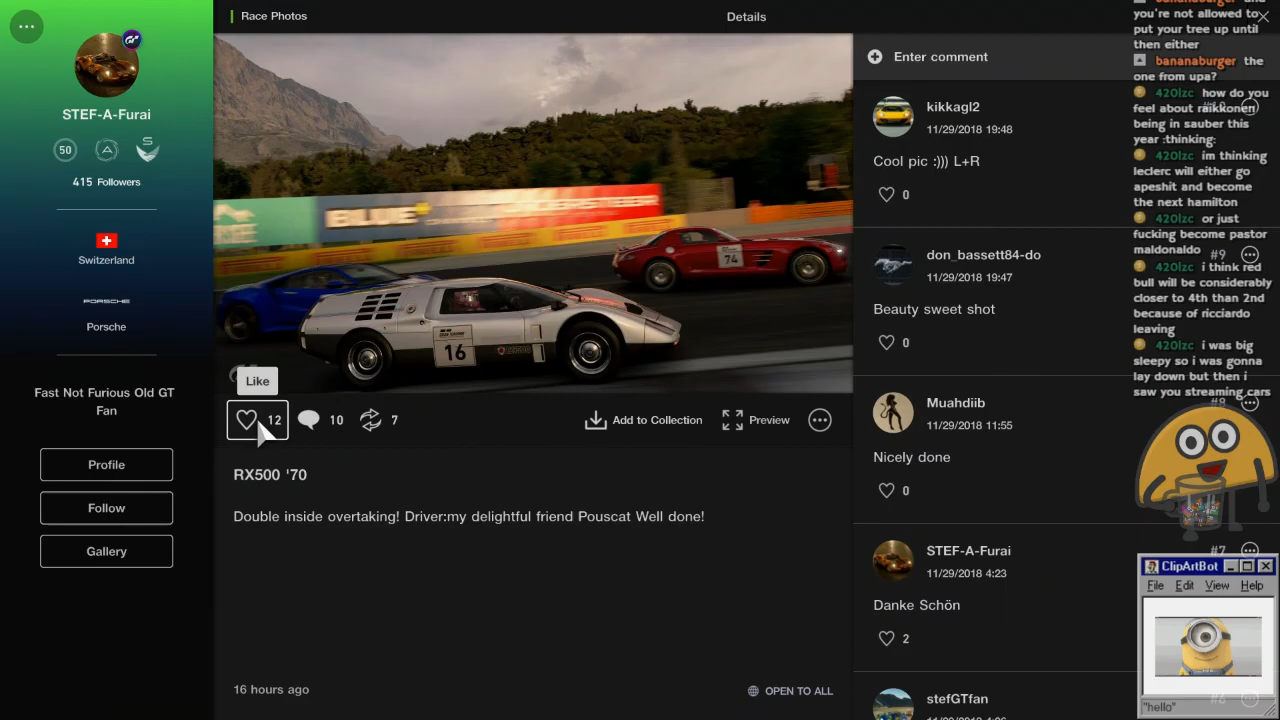 Race Photos
Details
STEF-A-Furai
50
415 Followers
Switzerland
PORSCHE
Porsche
Fast Not Furious Old GT
Fan
Profile
Follow
Gallery
BLUE
74
16
Like
12
10
7
Add to Collection
Preview
RX500 '70
Double inside overtaking! Driver:my delightful friend Pouscat Well done!
16 hours ago
OPEN TO ALL
Enter comment
kikkagl2
11/29/2018 19:48
Cool pic :))) L+R
0
don_bassett84-do
11/29/2018 19:47
#9
Beauty sweet shot
0
Muahdiib
11/29/2018 11:55
#8
Nicely done
0
STEF-A-Furai
11/29/2018 4:23
#7
Danke Schön
2
stefGTfan
#6
bananaburger and
you're not allowed to
put your tree up until
then either
bananaburger the
one from upa?
420lzc how do you
feel about raikkonen
being in sauber this
year :thinking:
420lzc im thinking
leclerc will either go
apeshit and become
the next hamilton
420lzc or just
fucking become pastor
maldonaldo
420lzc i think red
bull will be considerably
closer to 4th than 2nd
because of ricciardo
leaving
420lzc i was big
sleepy so i was gonna
lay down but then i
saw you streaming cars
ClipArtBot
File Edit View Help
"hello"